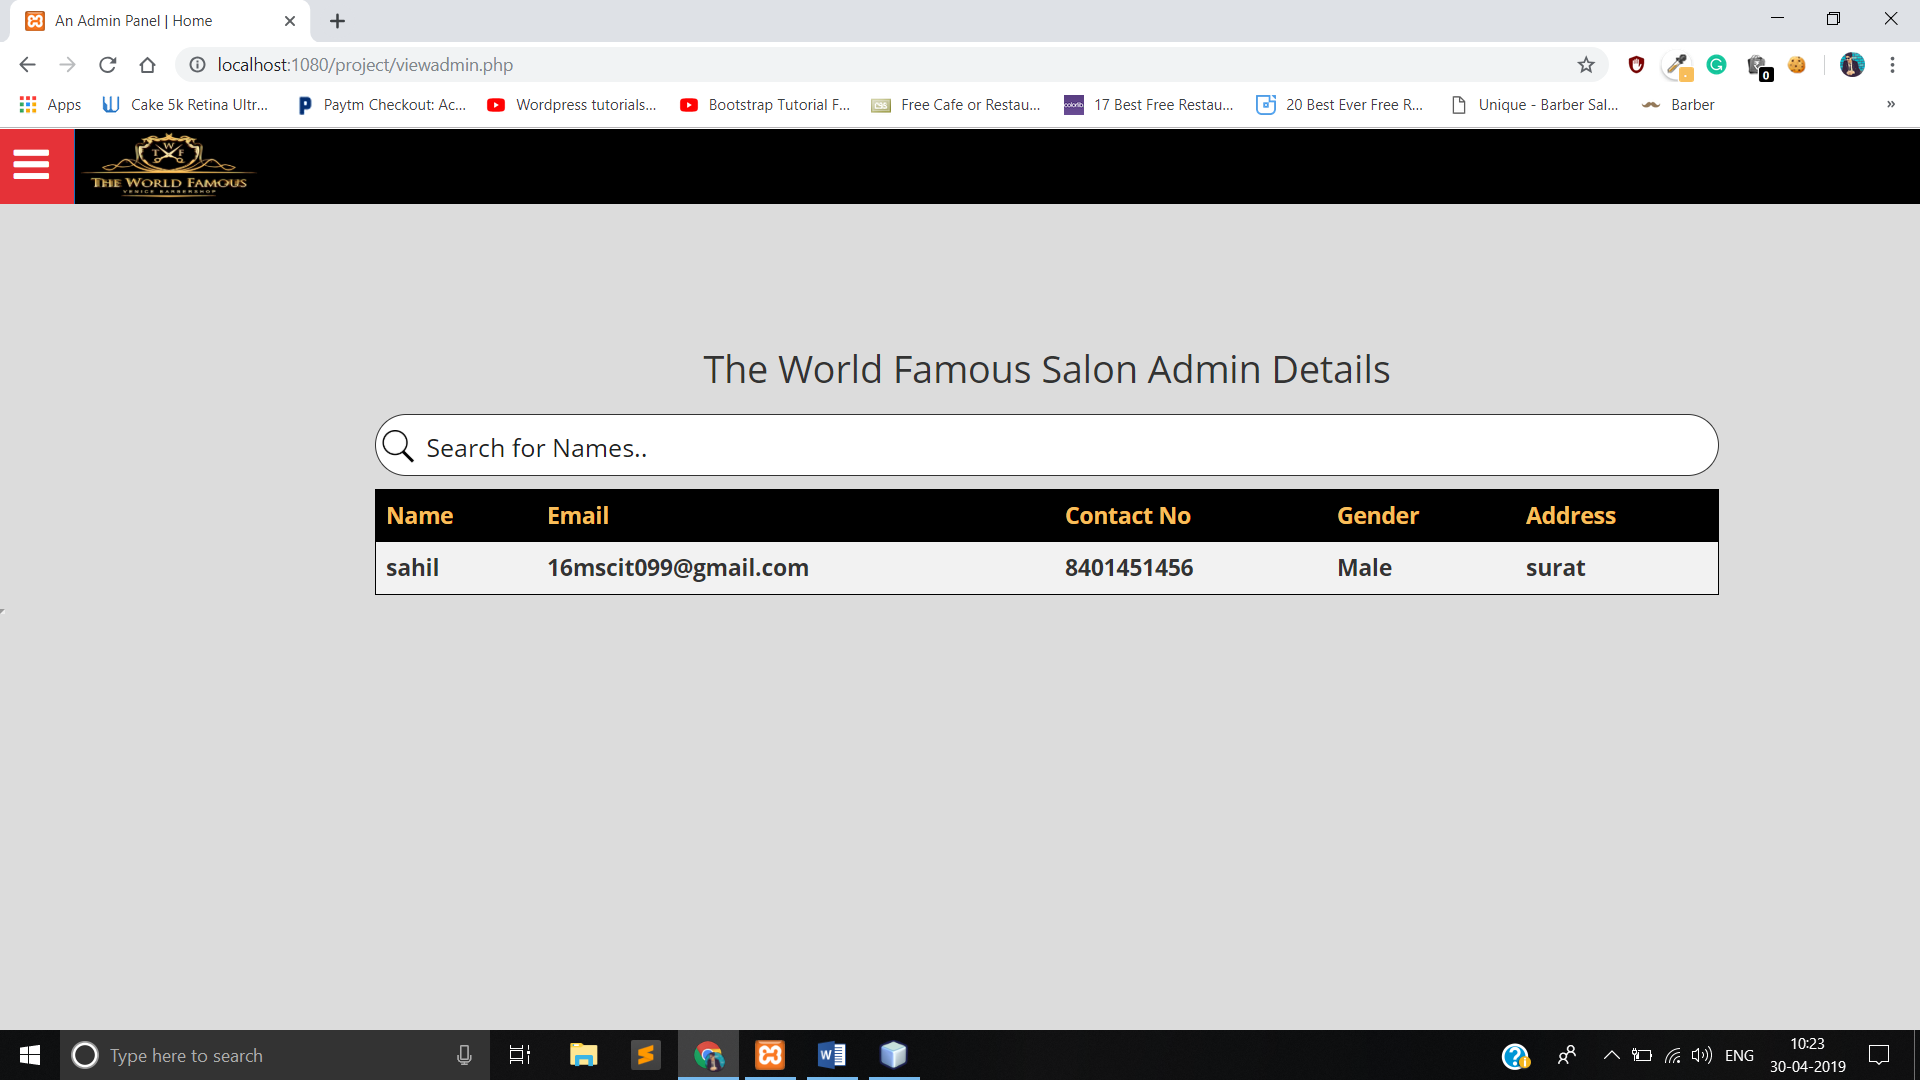 An Admin Panel | Home
localhost:1080/project/viewadmin.php
Apps
Cake 5k Retina Ultr...
Paytm Checkout: Ac...
Wordpress tutorials...
Bootstrap Tutorial F...
Free Cafe or Restau...
17 Best Free Restau...
20 Best Ever Free R...
Unique - Barber Sal...
Barber
»
0
T W F
THE WORLD FAMOUS
VENICE BARBERSHOP
The World Famous Salon Admin Details
Search for Names..
Name Email Contact No Gender Address
sahil 16mscit099@gmail.com 8401451456 Male surat
Type here to search
ENG
10:23
30-04-2019